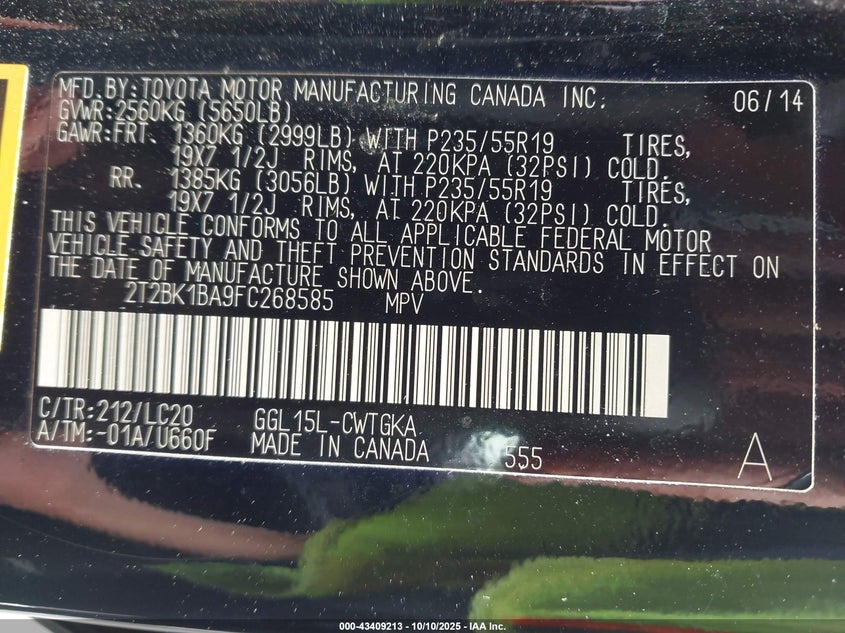 MFD. BY: TOYOTA MOTOR MANUFACTURING CANADA INC. 06/14
GVWR: 2560KG (5650LB)
GAWR: FRT. 1360KG (2999LB) WITH P235/55R19 TIRES,
19X7 1/2J RIMS, AT 220KPA (32PSI) COLD.
RR. 1385KG (3056LB) WITH P235/55R19 TIRES,
19X7 1/2J RIMS, AT 220KPA (32PSI) COLD.
THIS VEHICLE CONFORMS TO ALL APPLICABLE FEDERAL MOTOR
VEHICLE SAFETY AND THEFT PREVENTION STANDARDS IN EFFECT ON
THE DATE OF MANUFACTURE SHOWN ABOVE.
2T2BK1BA9FC268585 MPV
C/TR: 212/LC20 GGL15L-CWTGKA
A/TM: -01A/U660F MADE IN CANADA 555 A
000-43409213 - 10/10/2025 - IAA Inc.